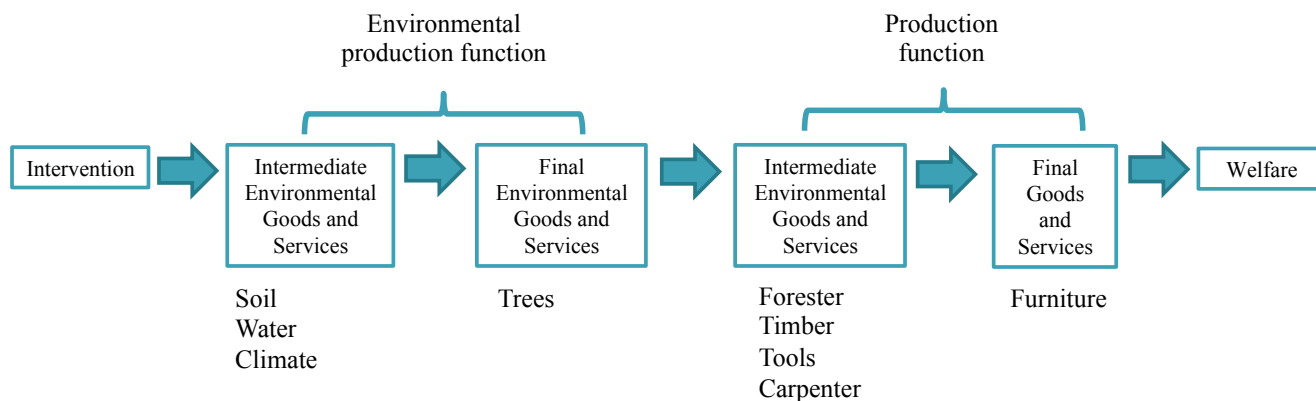 Environmental
production function
Production
function
Intervention
Intermediate
Environmental
Goods and
Services
Final
Environmental
Goods and
Services
Intermediate
Environmental
Goods and
Services
Final
Goods
and
Services
Welfare
Soil
Water
Climate
Trees
Forester
Timber
Tools
Carpenter
Furniture